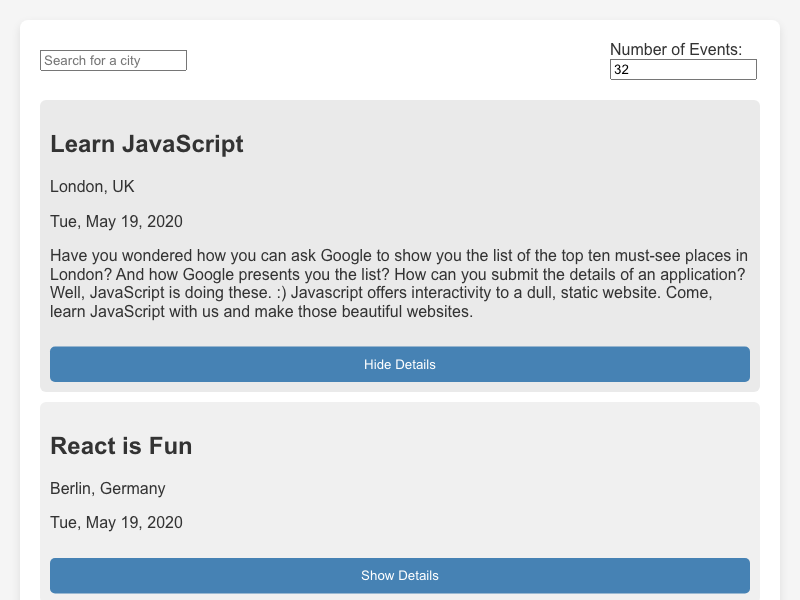 Search for a city
Number of Events:
32
Learn JavaScript
London, UK
Tue, May 19, 2020
Have you wondered how you can ask Google to show you the list of the top ten must-see places in
London? And how Google presents you the list? How can you submit the details of an application?
Well, JavaScript is doing these. :) Javascript offers interactivity to a dull, static website. Come,
learn JavaScript with us and make those beautiful websites.
Hide Details
React is Fun
Berlin, Germany
Tue, May 19, 2020
Show Details